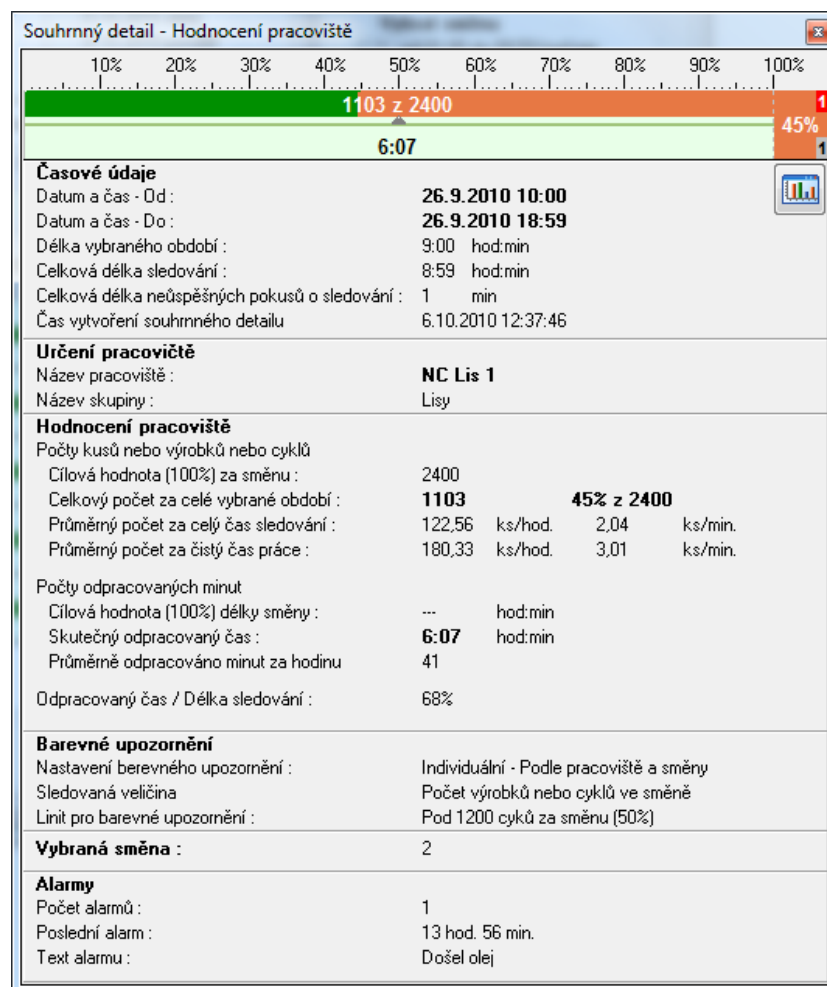 Souhrnný detail - Hodnocení pracoviště
10% 20% 30% 40% 50% 60% 70% 80% 90% 100%
1103 z 2400 1
45%
6:07 1
Časové údaje
Datum a čas - Od : 26.9.2010 10:00
Datum a čas - Do : 26.9.2010 18:59
Délka vybraného období : 9:00 hod:min
Celková délka sledování : 8:59 hod:min
Celková délka neůspěšných pokusů o sledování : 1 min
Čas vytvoření souhrnného detailu 6.10.2010 12:37:46
Určení pracovičtě
Název pracoviště : NC Lis 1
Název skupiny : Lisy
Hodnocení pracoviště
Počty kusů nebo výrobků nebo cyklů
Cílová hodnota (100%) za směnu : 2400
Celkový počet za celé vybrané období : 1103 45% z 2400
Průměrný počet za celý čas sledování : 122,56 ks/hod. 2,04 ks/min.
Průměrný počet za čistý čas práce : 180,33 ks/hod. 3,01 ks/min.
Počty odpracovaných minut
Cílová hodnota (100%) délky směny : --- hod:min
Skutečný odpracovaný čas : 6:07 hod:min
Průměrně odpracováno minut za hodinu 41
Odpracovaný čas / Délka sledování : 68%
Barevné upozornění
Nastavení berevného upozornění : Individuální - Podle pracoviště a směny
Sledovaná veličina Počet výrobků nebo cyklů ve směně
Linit pro barevné upozornění : Pod 1200 cyků za směnu (50%)
Vybraná směna : 2
Alarmy
Počet alarmů : 1
Poslední alarm : 13 hod. 56 min.
Text alarmu : Došel olej